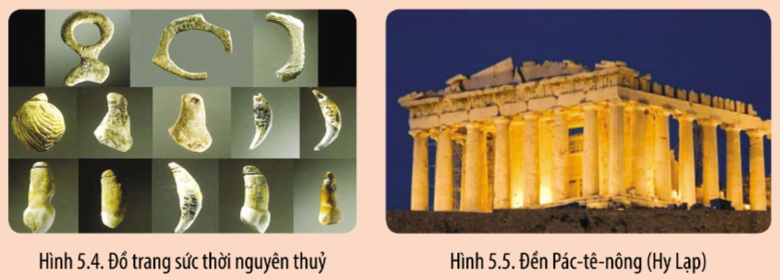 Hình 5.4. Đồ trang sức thời nguyên thuỷ
Hình 5.5. Đền Pác-tê-nông (Hy Lạp)